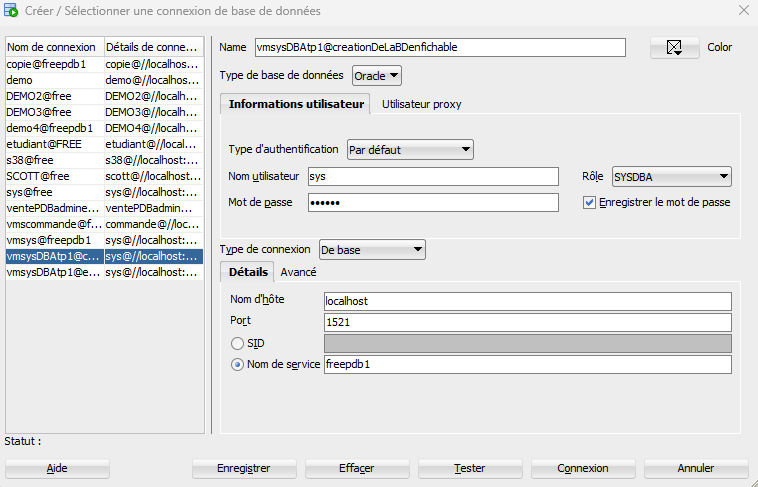 Créer / Sélectionner une connexion de base de données
Nom de connexion Détails de conne...
copie@freepdb1 copie@//localhos...
demo demo@//localhost...
DEMO2@free DEMO2@//localh...
DEMO3@free DEMO3@//localh...
demo4@freepdb1 DEMO4@//localh...
etudiant@FREE etudiant@//local...
s38@free s38@//localhost:...
SCOTT@free scott@//localhos...
sys@free sys@//localhost:...
ventePDBadmine... ventePDBadmin...
vmscommande@f... commande@//loc...
vmsys@freepdb1 sys@//localhost:...
vmsysDBAtp1@c... sys@//localhost:...
vmsysDBAtp1@e... sys@//localhost:...
Name vmsysDBAtp1@creationDeLaBDenfichable Color
Type de base de données Oracle
Informations utilisateur Utilisateur proxy
Type d'authentification Par défaut
Nom utilisateur sys Rôle SYSDBA
Mot de passe •••••• Enregistrer le mot de passe
Type de connexion De base
Détails Avancé
Nom d'hôte localhost
Port 1521
SID
Nom de service freepdb1
Statut :
Aide Enregistrer Effacer Tester Connexion Annuler